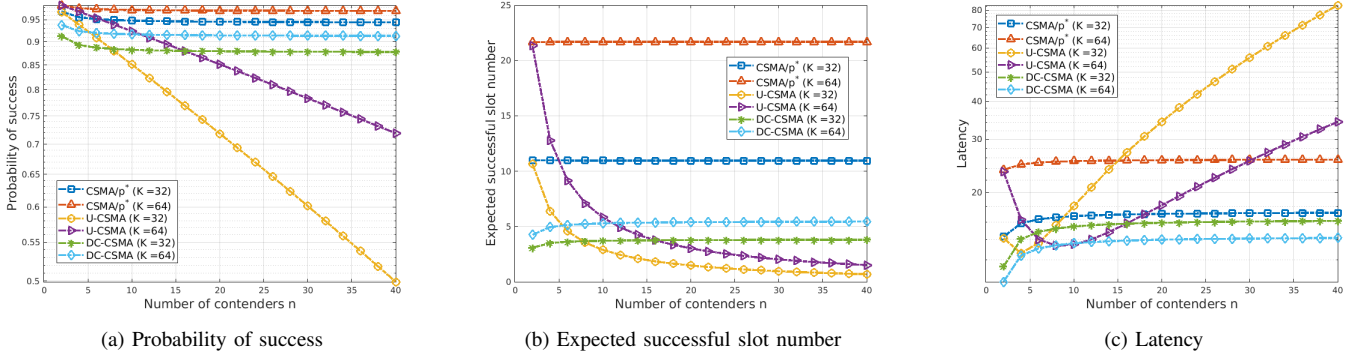 0.95
0.9
0.85
0.8
0.75
0.7
0.65
0.6
0.55
0.5
Probability of success
CSMA/p* (K =32)
CSMA/p* (K =64)
U-CSMA (K =32)
U-CSMA (K =64)
DC-CSMA (K =32)
DC-CSMA (K =64)
0 5 10 15 20 25 30 35 40
Number of contenders n
(a) Probability of success
25
20
15
10
5
0
Expected successful slot number
CSMA/p* (K =32)
CSMA/p* (K =64)
U-CSMA (K =32)
U-CSMA (K =64)
DC-CSMA (K =32)
DC-CSMA (K =64)
0 5 10 15 20 25 30 35 40
Number of contenders n
(b) Expected successful slot number
80
70
60
50
40
30
20
Latency
CSMA/p* (K =32)
CSMA/p* (K =64)
U-CSMA (K =32)
U-CSMA (K =64)
DC-CSMA (K =32)
DC-CSMA (K =64)
0 5 10 15 20 25 30 35 40
Number of contenders n
(c) Latency